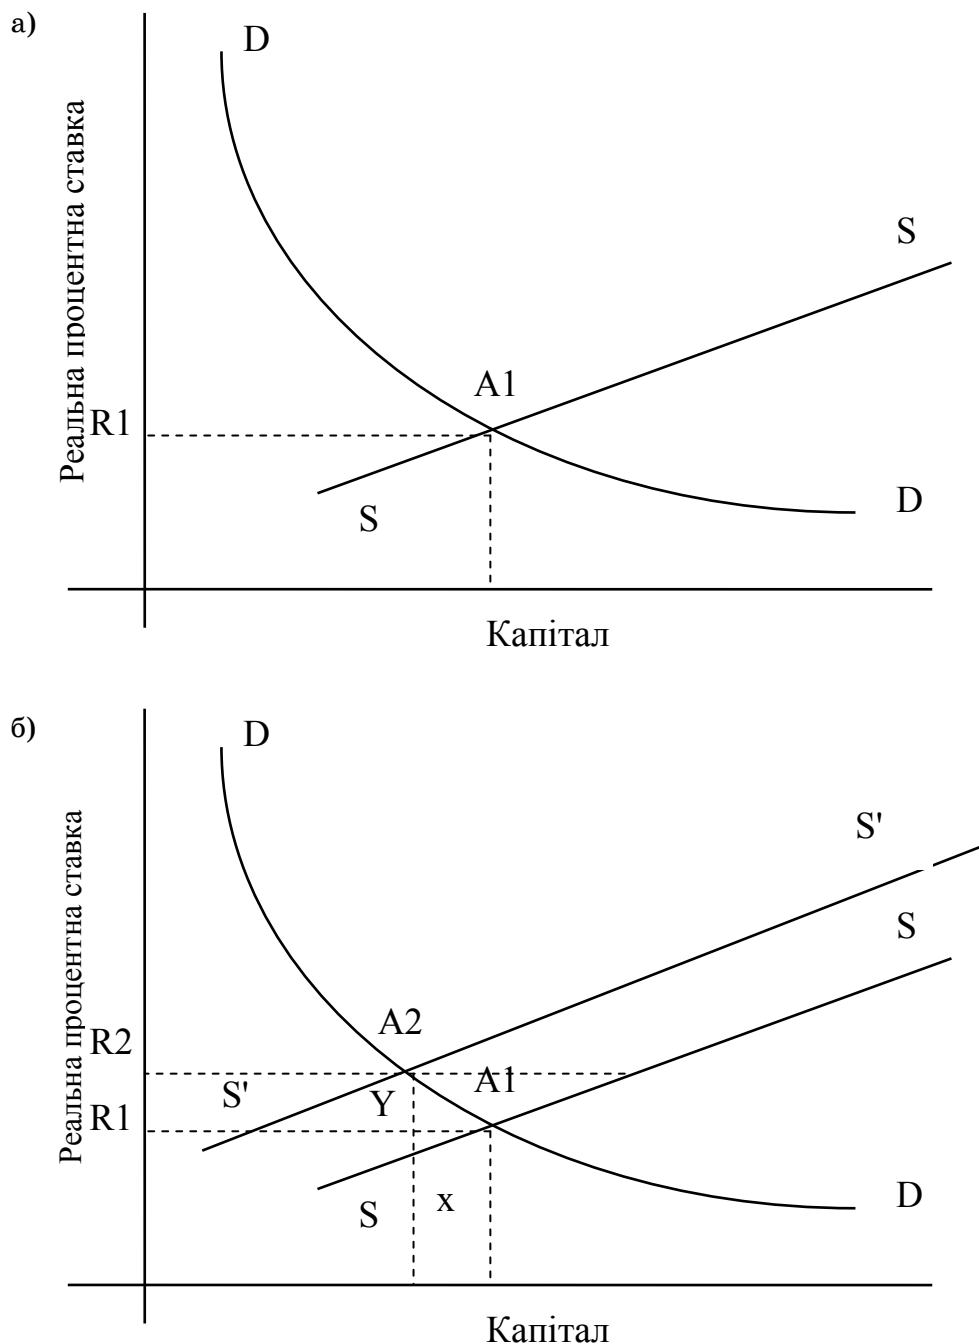 а)
D
S
A1
R1
S
D
Реальна процентна ставка
Капітал
б)
D
S'
S
A2
R2
A1
S'
Y
R1
S
x
D
Реальна процентна ставка
Капітал